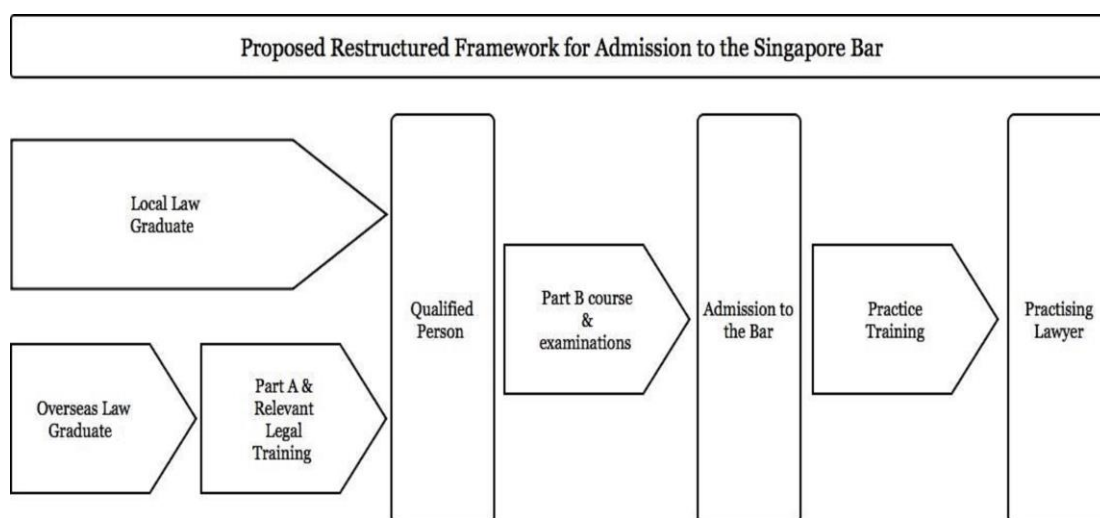 Proposed Restructured Framework for Admission to the Singapore Bar
Local Law
Graduate
Overseas Law
Graduate
Part A &
Relevant
Legal
Training
Qualified
Person
Part B course
&
examinations
Admission to
the Bar
Practice
Training
Practising
Lawyer